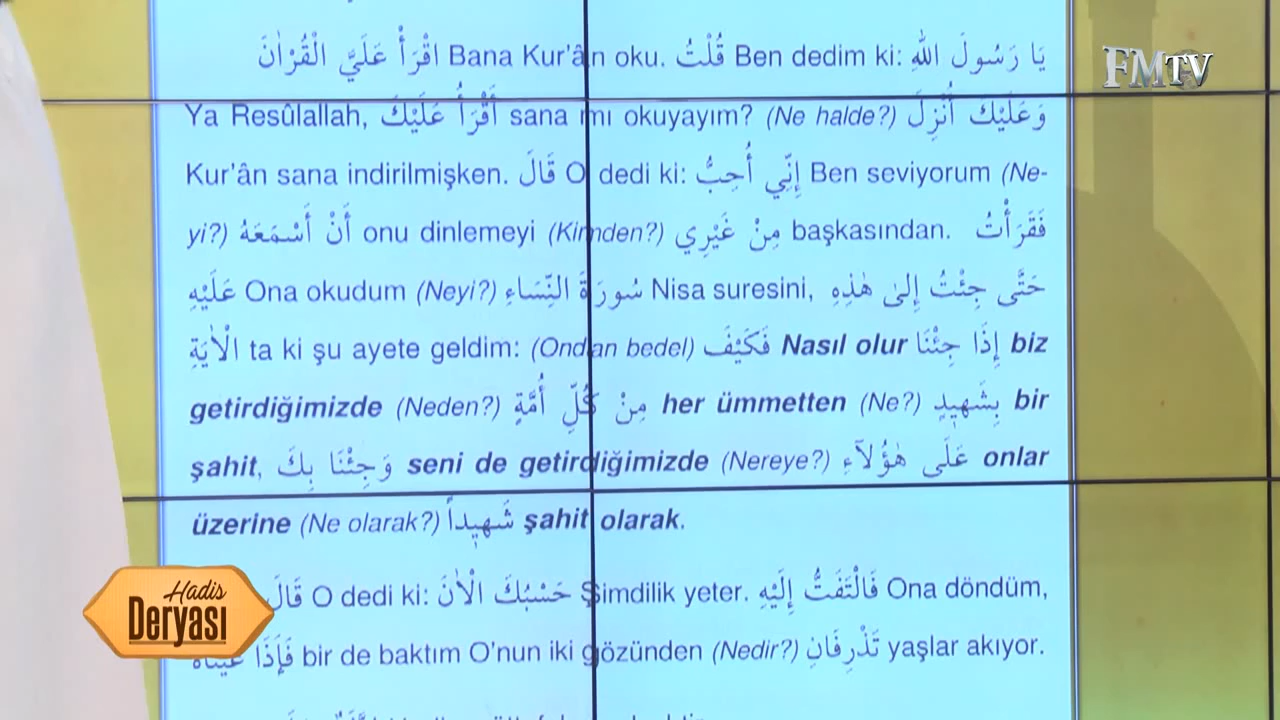 اقْرَأْ عَلَيَّ الْقُرْاٰنَ Bana Kur'ân oku. قُلْتُ Ben dedim ki: يَا رَسُولَ اللهِ
Ya Resûlallah, أَقْرَأُ عَلَيْكَ sana mı okuyayım? (Ne halde?) وَعَلَيْكَ أُنْزِلَ
Kur'ân sana indirilmişken. قَالَ O dedi ki: إِنِّي أُحِبُّ Ben seviyorum (Ne-
yi?) أَنْ أَسْمَعَهُ onu dinlemeyi (Kimden?) مِنْ غَيْرِي başkasından. فَقَرَأْتُ
عَلَيْهِ Ona okudum (Neyi?) سُورَةَ النِّسَاءِ Nisa suresini, حَتَّى جِئْتُ إِلىٰ هٰذِهِ
الْاٰيَةِ ta ki şu ayete geldim: (Ondan bedel) فَكَيْفَ Nasıl olur إِذَا جِئْنَا biz
getirdiğimizde (Neden?) مِنْ كُلِّ أُمَّةٍ her ümmetten (Ne?) بِشَهِيدٍ bir
şahit, وَجِئْنَا بِكَ seni de getirdiğimizde (Nereye?) عَلَى هٰؤُلَآءِ onlar
üzerine (Ne olarak?) شَهِيداً şahit olarak.
قَالَ O dedi ki: حَسْبُكَ الْاٰنَ Şimdilik yeter. فَالْتَفَتُّ إِلَيْهِ Ona döndüm,
فَإِذَا عَيْنَاهُ bir de baktım O'nun iki gözünden (Nedir?) تَذْرِفَانِ yaşlar akıyor.
FMTV
Hadis
Deryası